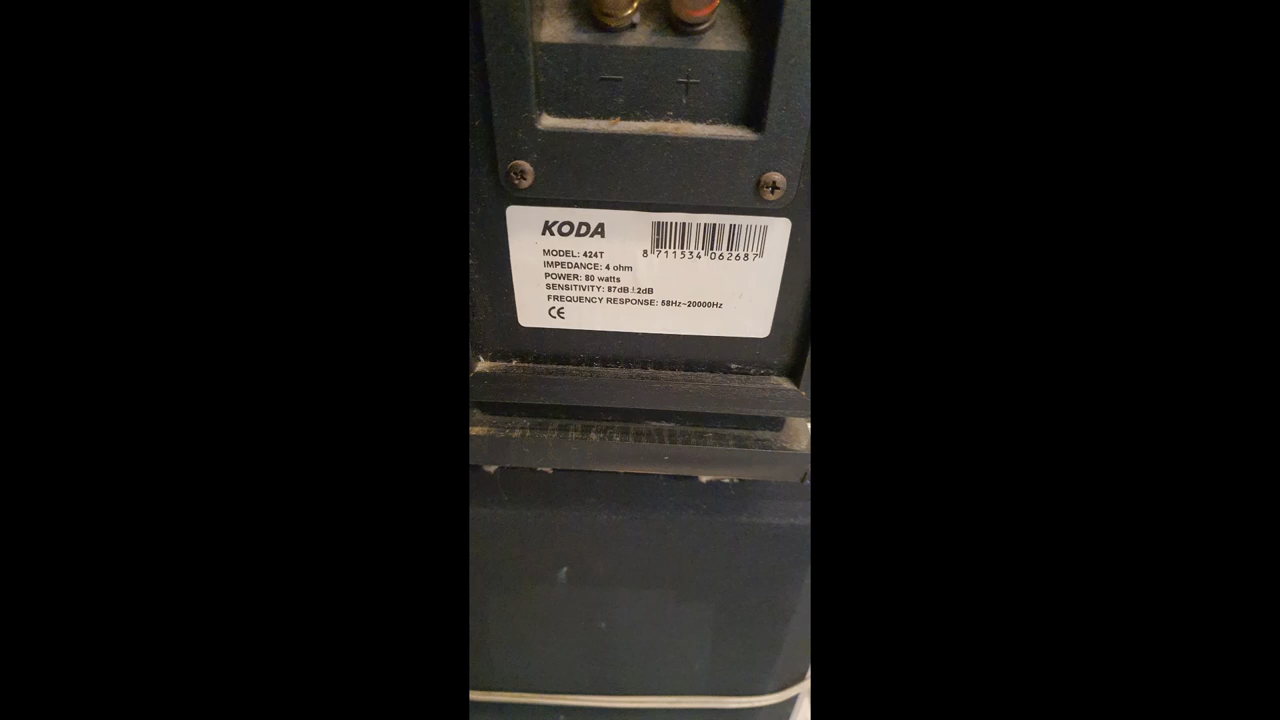 − +
KODA
8 711534 062687
MODEL: 424T
IMPEDANCE: 4 ohm
POWER: 80 watts
SENSITIVITY: 87dB±2dB
FREQUENCY RESPONSE: 58Hz~20000Hz
CE